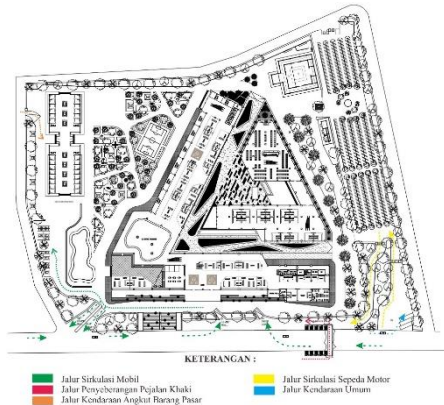 KETERANGAN :
Jalur Sirkulasi Mobil
Jalur Penyeberangan Pejalan Khaki
Jalur Kendaraan Angkut Barang Pasar
Jalur Sirkulasi Sepeda Motor
Jalur Kendaraan Umum